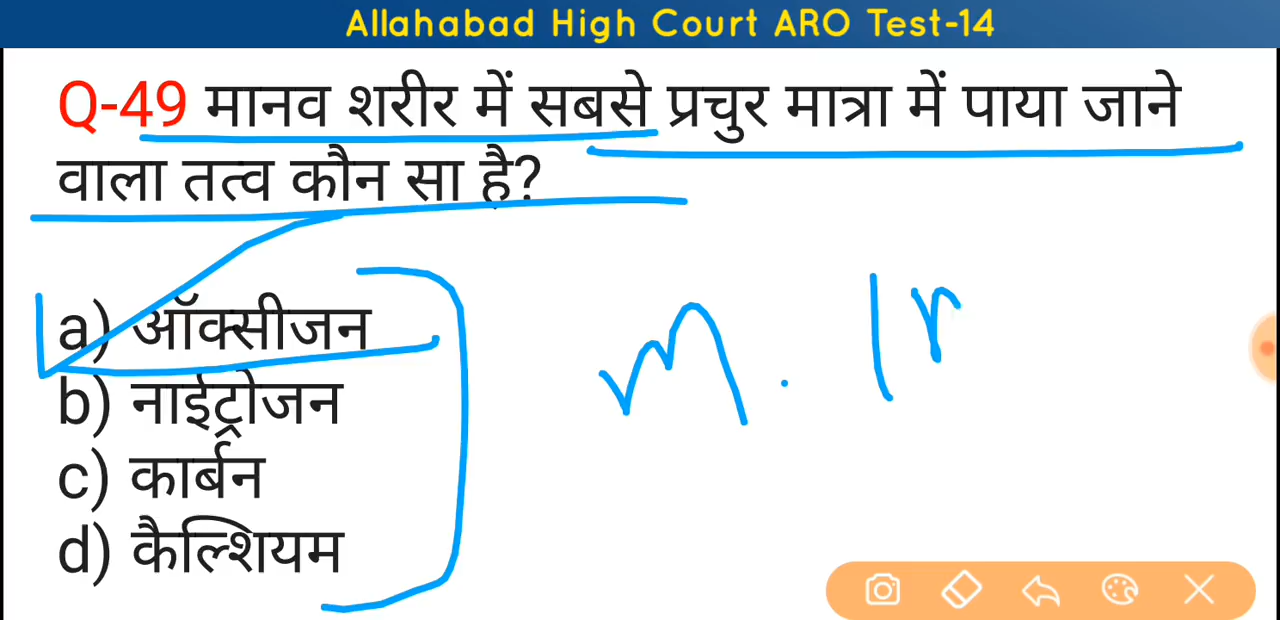 Allahabad High Court ARO Test-14
Q-49 मानव शरीर में सबसे प्रचुर मात्रा में पाया जाने
वाला तत्व कौन सा है?
a) ऑक्सीजन
b) नाईट्रोजन
c) कार्बन
d) कैल्शियम